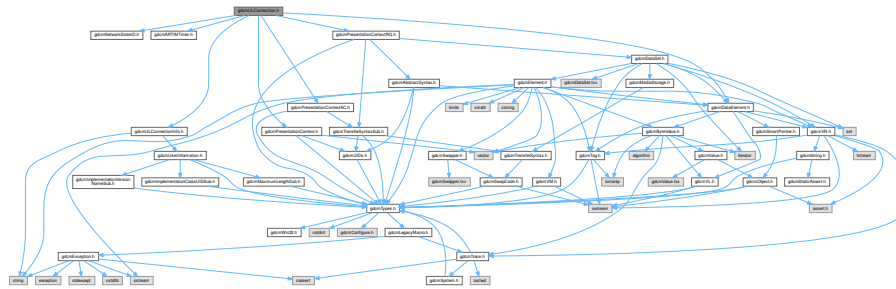 gdcmULConnection.h
gdcmNetworkStateID.h
gdcmARTIMTimer.h
gdcmPresentationContextRQ.h
gdcmDataSet.h
gdcmAbstractSyntax.h
gdcmElement.h
gdcmDataSet.txx
gdcmMediaStorage.h
gdcmPresentationContextAC.h
limits
cmath
cstring
gdcmDataElement.h
gdcmULConnectionInfo.h
gdcmPresentationContext.h
gdcmTransferSyntaxSub.h
gdcmByteValue.h
gdcmSmartPointer.h
gdcmVR.h
set
gdcmUserInformation.h
gdcmUIDs.h
vector
gdcmSwapper.h
gdcmTransferSyntax.h
gdcmTag.h
algorithm
gdcmValue.h
iterator
gdcmString.h
fstream
gdcmImplementationVersion
NameSub.h
gdcmImplementationClassUIDSub.h
gdcmMaximumLengthSub.h
gdcmSwapper.txx
gdcmSwapCode.h
gdcmVM.h
iomanip
gdcmValue.txx
gdcmVL.h
gdcmObject.h
gdcmStaticAssert.h
gdcmTypes.h
iostream
assert.h
gdcmWin32.h
cstdint
gdcmConfigure.h
gdcmLegacyMacro.h
gdcmException.h
gdcmTrace.h
string
exception
stdexcept
cstdlib
sstream
cassert
gdcmSystem.h
iosfwd